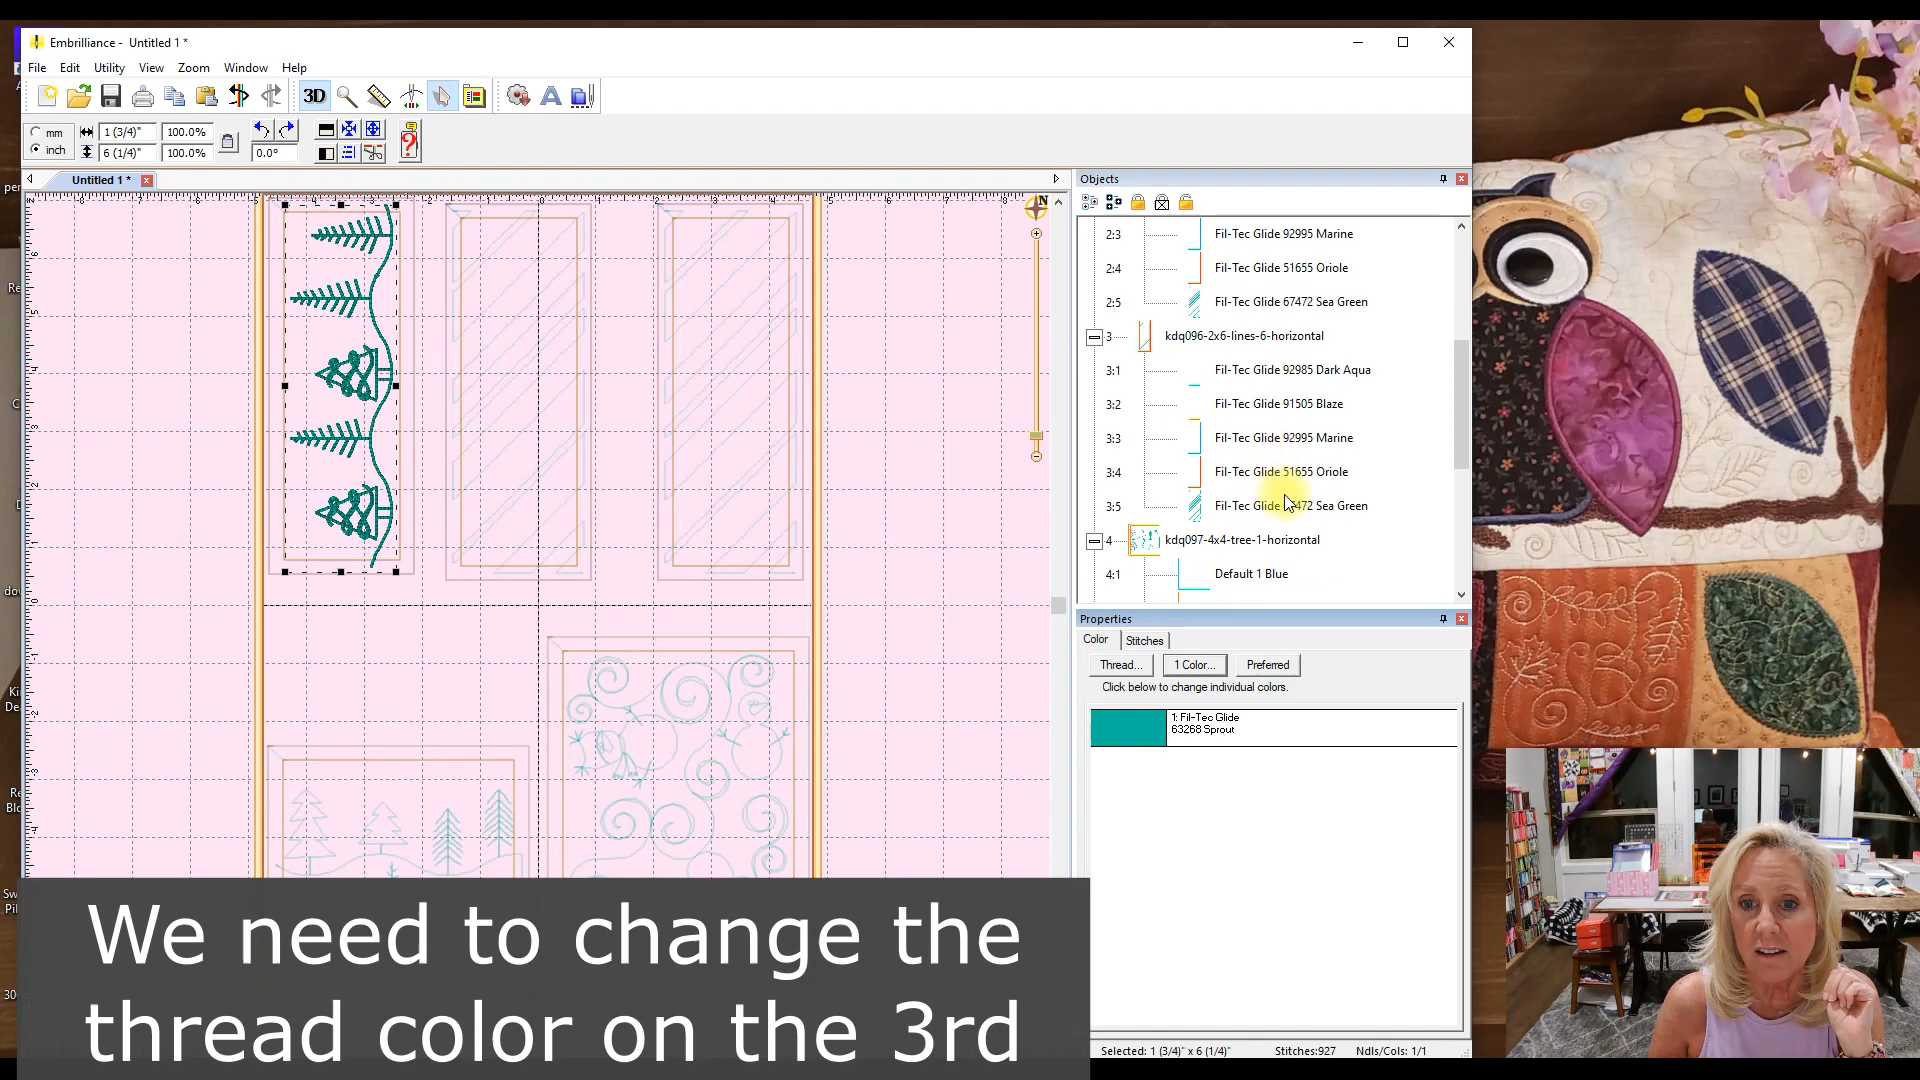 Embrilliance - Untitled 1 *
File Edit Utility View Zoom Window Help
3D
mm 1 (3/4)" 100.0%
inch 6 (1/4)" 100.0% 0.0°
Untitled 1 *
N
Objects
2:3 Fil-Tec Glide 92995 Marine
2:4 Fil-Tec Glide 51655 Oriole
2:5 Fil-Tec Glide 67472 Sea Green
3 kdq096-2x6-lines-6-horizontal
3:1 Fil-Tec Glide 92985 Dark Aqua
3:2 Fil-Tec Glide 91505 Blaze
3:3 Fil-Tec Glide 92995 Marine
3:4 Fil-Tec Glide 51655 Oriole
3:5 Fil-Tec Glide 472 Sea Green
4 kdq097-4x4-tree-1-horizontal
4:1 Default 1 Blue
Properties
Color Stitches
Thread... 1 Color... Preferred
Click below to change individual colors.
1: Fil-Tec Glide
63268 Sprout
We need to change the
thread color on the 3rd
Selected: 1 (3/4)" x 6 (1/4") Stitches:927 Ndls/Cols: 1/1